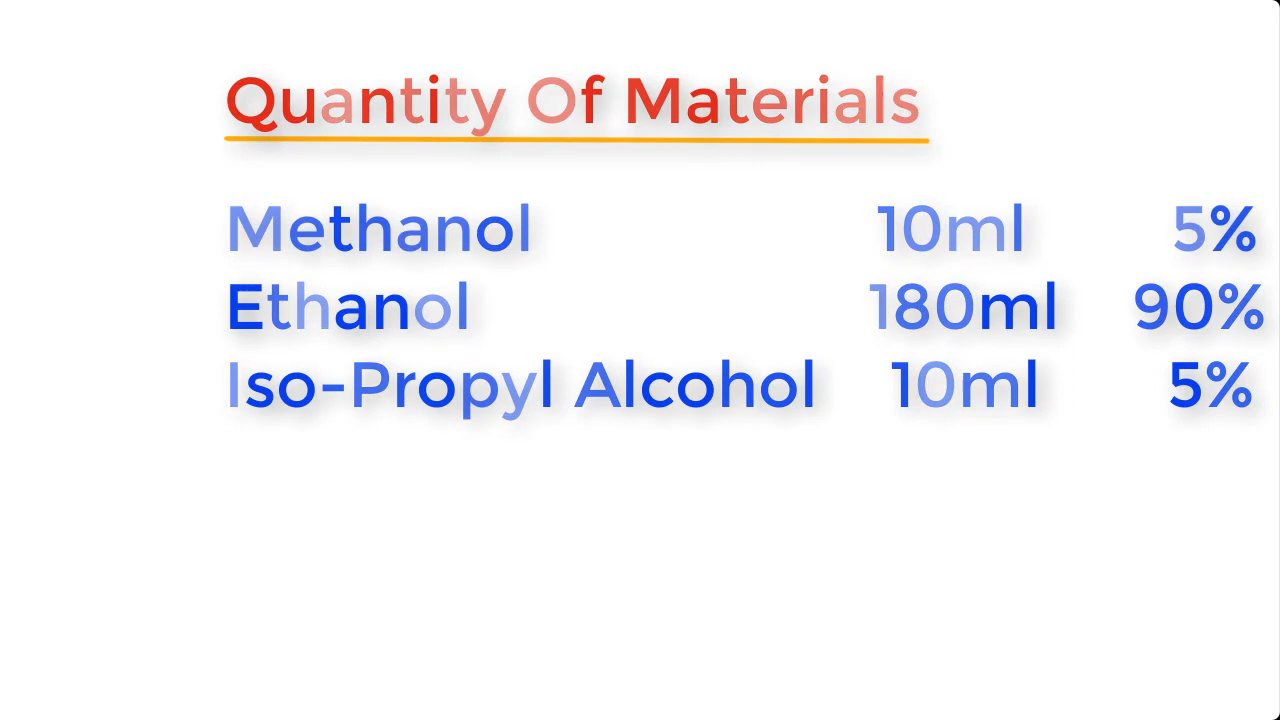 Quantity Of Materials
Methanol 10ml 5%
Ethanol 180ml 90%
Iso-Propyl Alcohol 10ml 5%